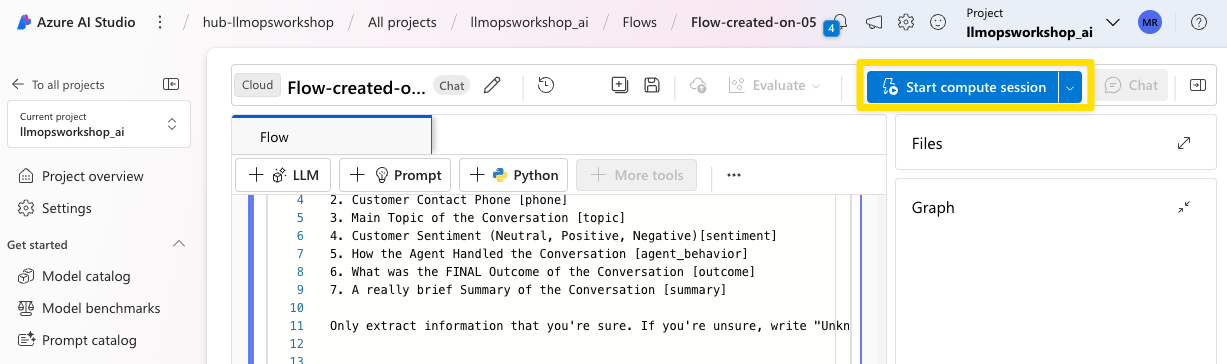 Azure AI Studio / hub-llmopsworkshop / All projects / llmopsworkshop_ai / Flows / Flow-created-on-05
4
Project
llmopsworkshop_ai
MR
To all projects
Current project
llmopsworkshop_ai
Project overview
Settings
Get started
Model catalog
Model benchmarks
Prompt catalog
Cloud Flow-created-o... Chat Evaluate Start compute session Chat
Flow
LLM Prompt Python More tools ...
4 2. Customer Contact Phone [phone]
5 3. Main Topic of the Conversation [topic]
6 4. Customer Sentiment (Neutral, Positive, Negative)[sentiment]
7 5. How the Agent Handled the Conversation [agent_behavior]
8 6. What was the FINAL Outcome of the Conversation [outcome]
9 7. A really brief Summary of the Conversation [summary]
10
11 Only extract information that you're sure. If you're unsure, write "Unkn
12
13
Files
Graph